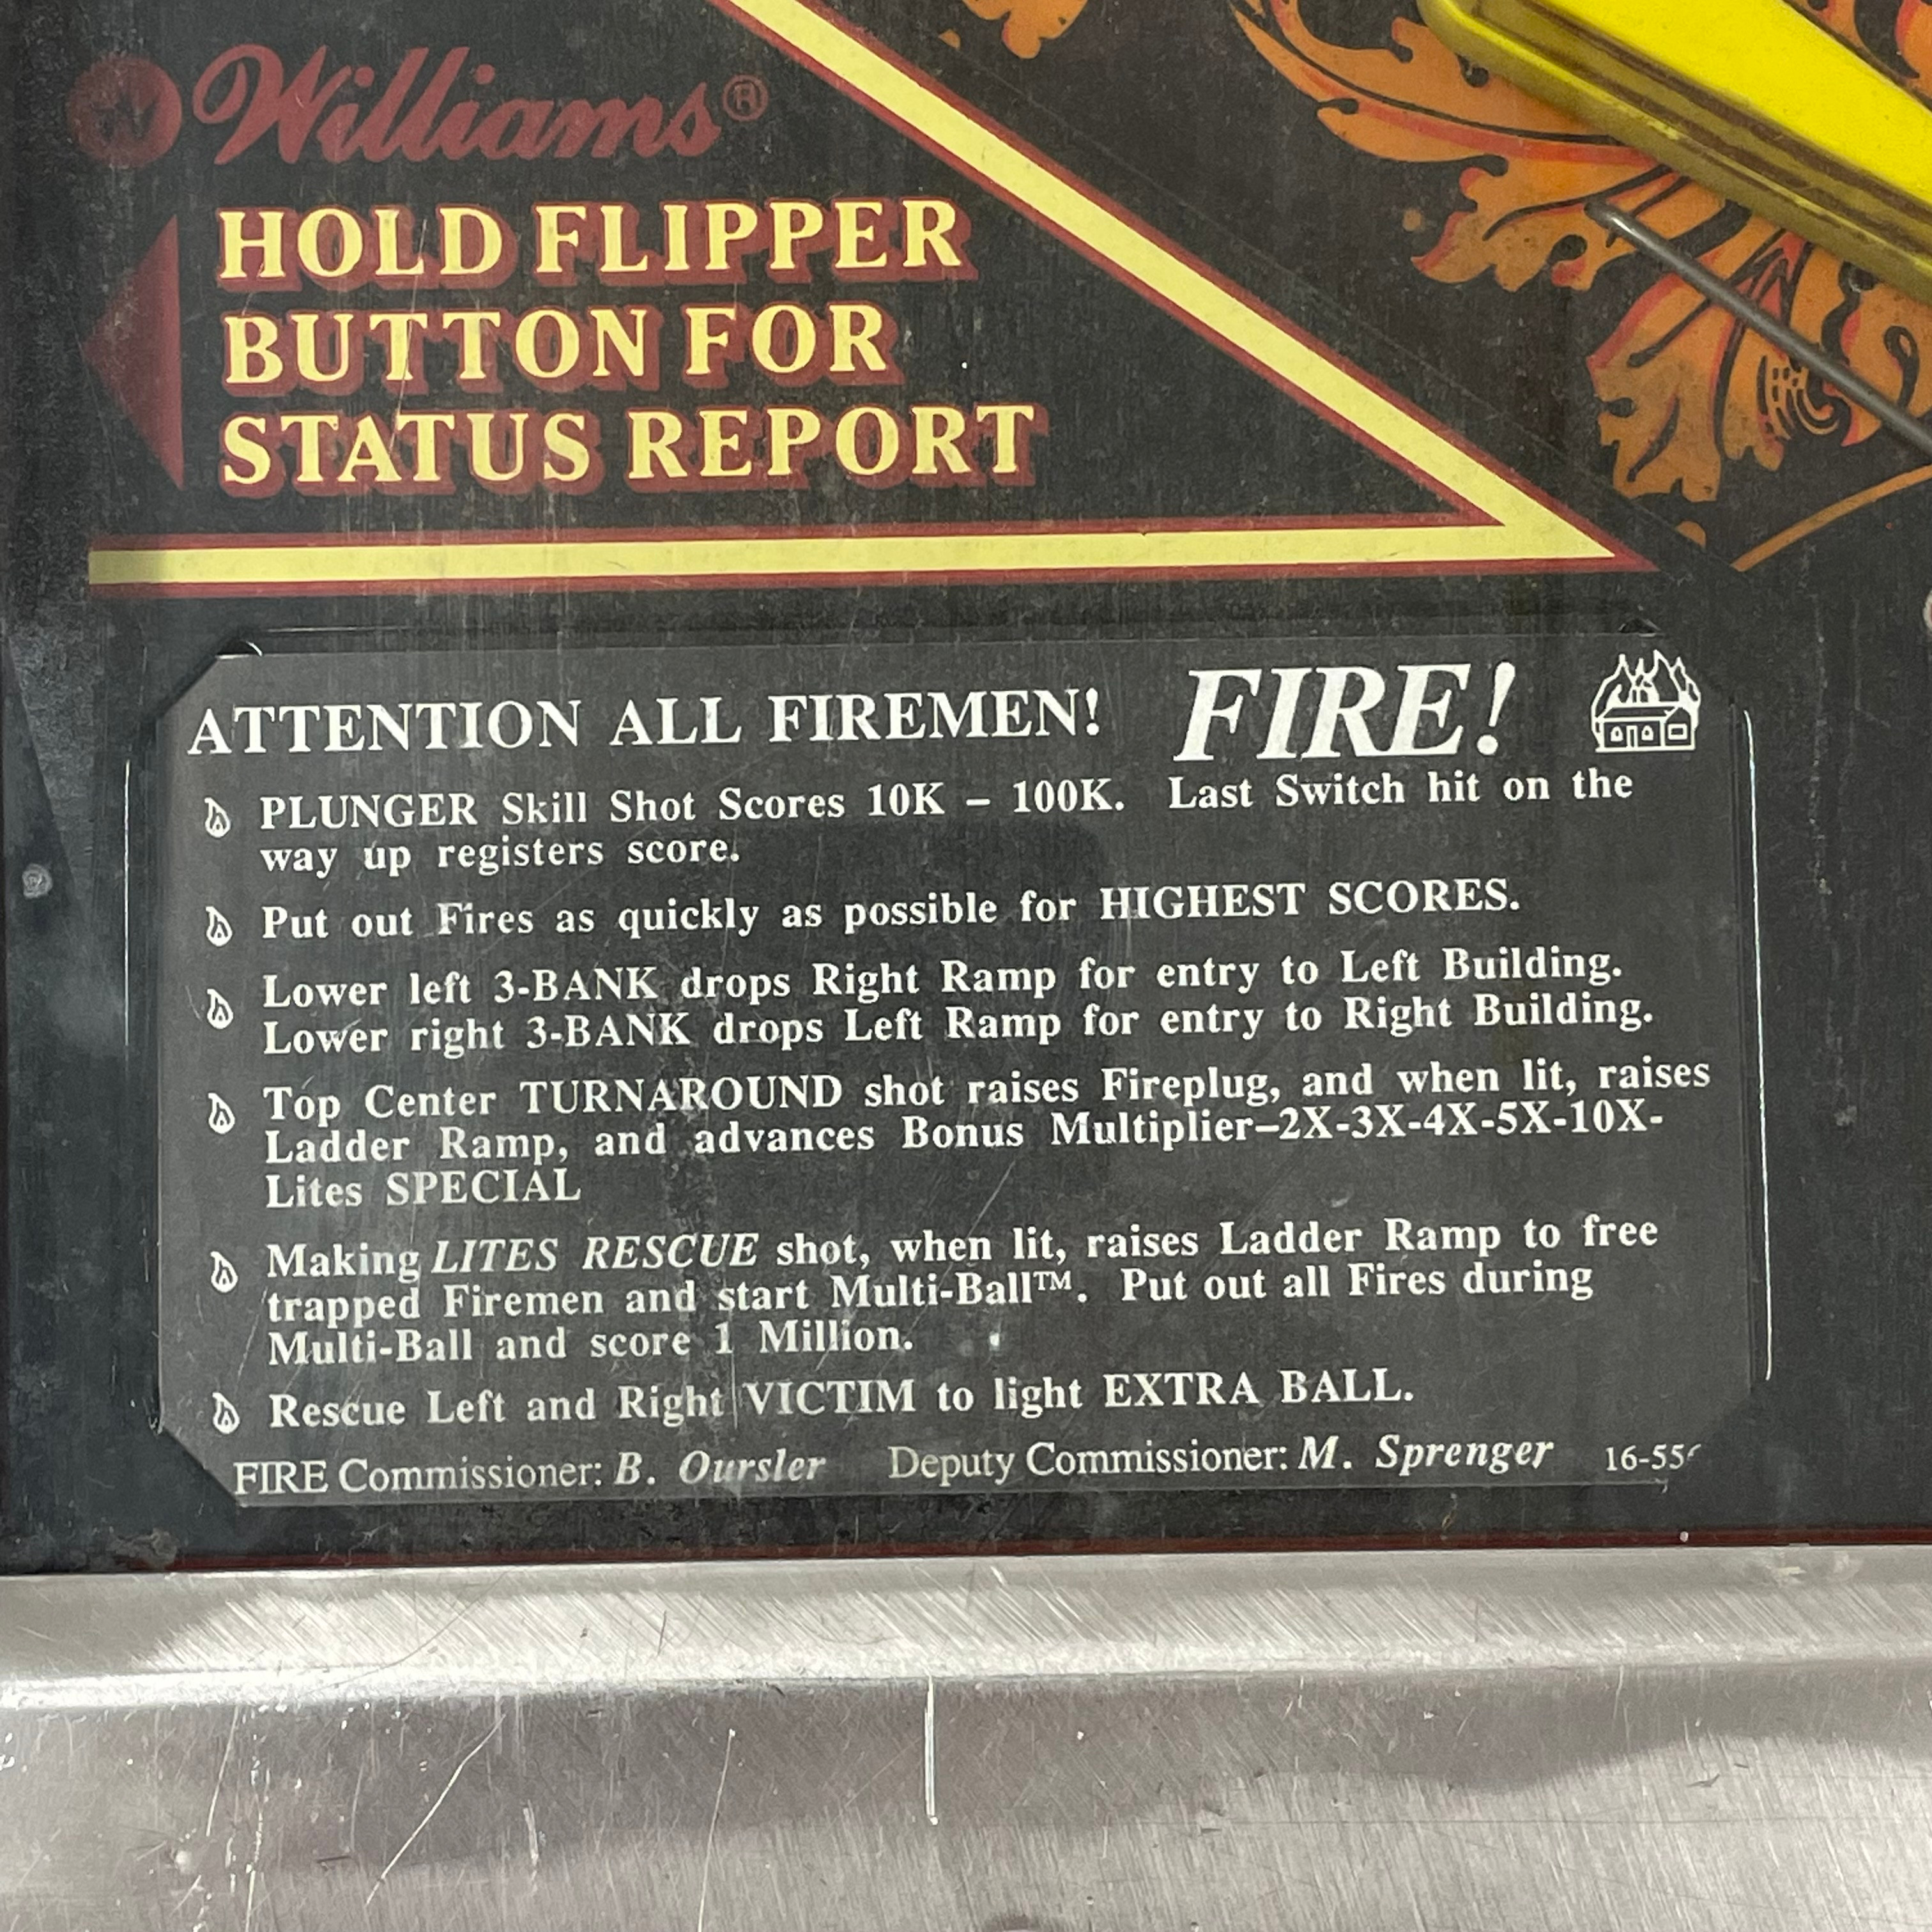 Williams®
HOLD FLIPPER
BUTTON FOR
STATUS REPORT
ATTENTION ALL FIREMEN! FIRE!
PLUNGER Skill Shot Scores 10K – 100K. Last Switch hit on the
way up registers score.
Put out Fires as quickly as possible for HIGHEST SCORES.
Lower left 3-BANK drops Right Ramp for entry to Left Building.
Lower right 3-BANK drops Left Ramp for entry to Right Building.
Top Center TURNAROUND shot raises Fireplug, and when lit, raises
Ladder Ramp, and advances Bonus Multiplier–2X-3X-4X-5X-10X-
Lites SPECIAL
Making LITES RESCUE shot, when lit, raises Ladder Ramp to free
trapped Firemen and start Multi-Ball™. Put out all Fires during
Multi-Ball and score 1 Million.
Rescue Left and Right VICTIM to light EXTRA BALL.
FIRE Commissioner: B. Oursler Deputy Commissioner: M. Sprenger